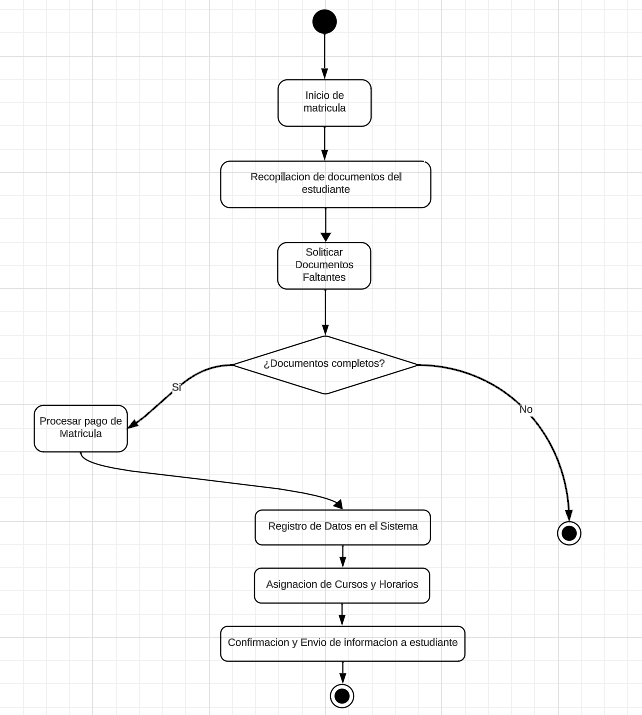 Inicio de
matricula
Recopilacion de documentos del
estudiante
Soliticar
Documentos
Faltantes
¿Documentos completos?
Si
No
Procesar pago de
Matricula
Registro de Datos en el Sistema
Asignacion de Cursos y Horarios
Confirmacion y Envio de informacion a estudiante